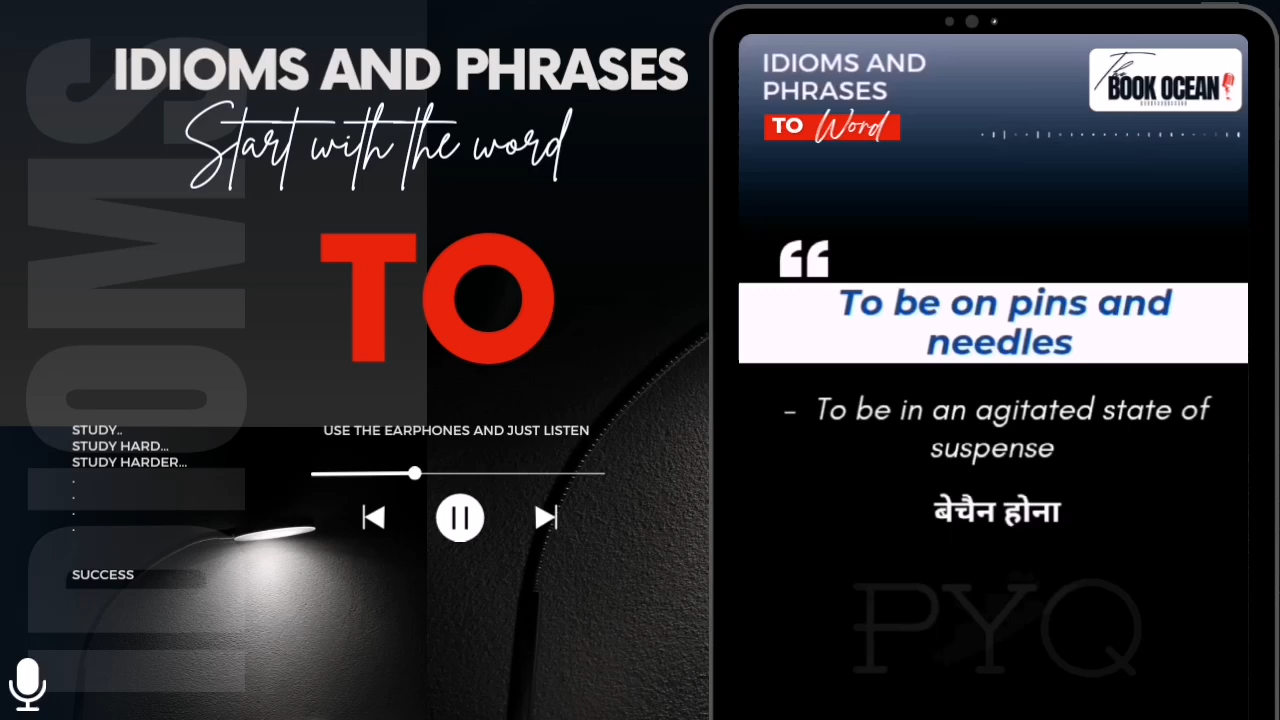 IDIOMS
IDIOMS AND PHRASES
Start with the word
TO
STUDY..
STUDY HARD...
STUDY HARDER...
.
.
.
.
SUCCESS
USE THE EARPHONES AND JUST LISTEN
IDIOMS AND
PHRASES
TO Word
The
BOOK OCEAN
“
To be on pins and
needles
- To be in an agitated state of
suspense
बेचैन होना
PYQ